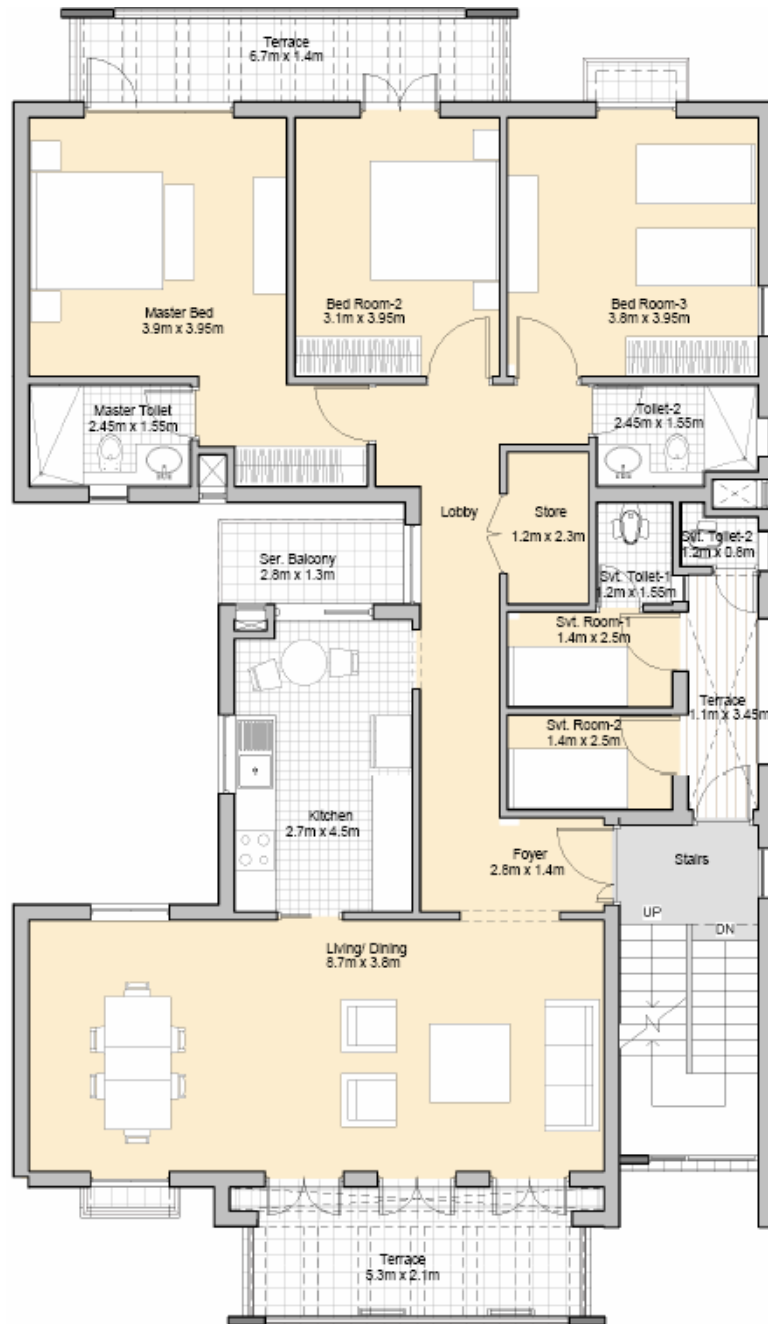 Terrace
6.7m x 1.4m
Master Bed
3.9m x 3.95m
Bed Room-2
3.1m x 3.95m
Bed Room-3
3.8m x 3.95m
Master Toilet
2.45m x 1.55m
Toilet-2
2.45m x 1.55m
Lobby
Store
1.2m x 2.3m
Svt. Toilet-2
1.2m x 0.8m
Ser. Balcony
2.8m x 1.3m
Svt. Toilet-1
1.2m x 1.55m
Svt. Room-1
1.4m x 2.5m
Terrace
1.1m x 3.45m
Svt. Room-2
1.4m x 2.5m
Kitchen
2.7m x 4.5m
Foyer
2.8m x 1.4m
Stairs
UP
DN
Living/ Dining
8.7m x 3.8m
Terrace
5.3m x 2.1m